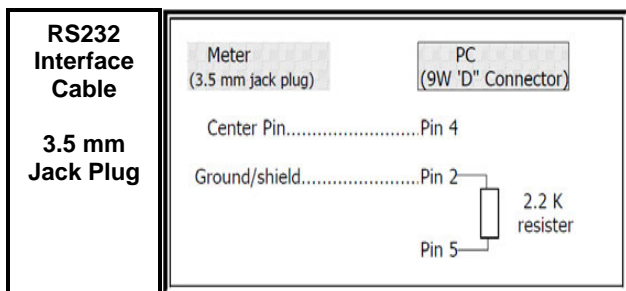 RS232
Interface
Cable
3.5 mm
Jack Plug
Meter
(3.5 mm jack plug)
PC
(9W 'D" Connector)
Center Pin..............................Pin 4
Ground/shield..........................Pin 2
2.2 K
resister
Pin 5